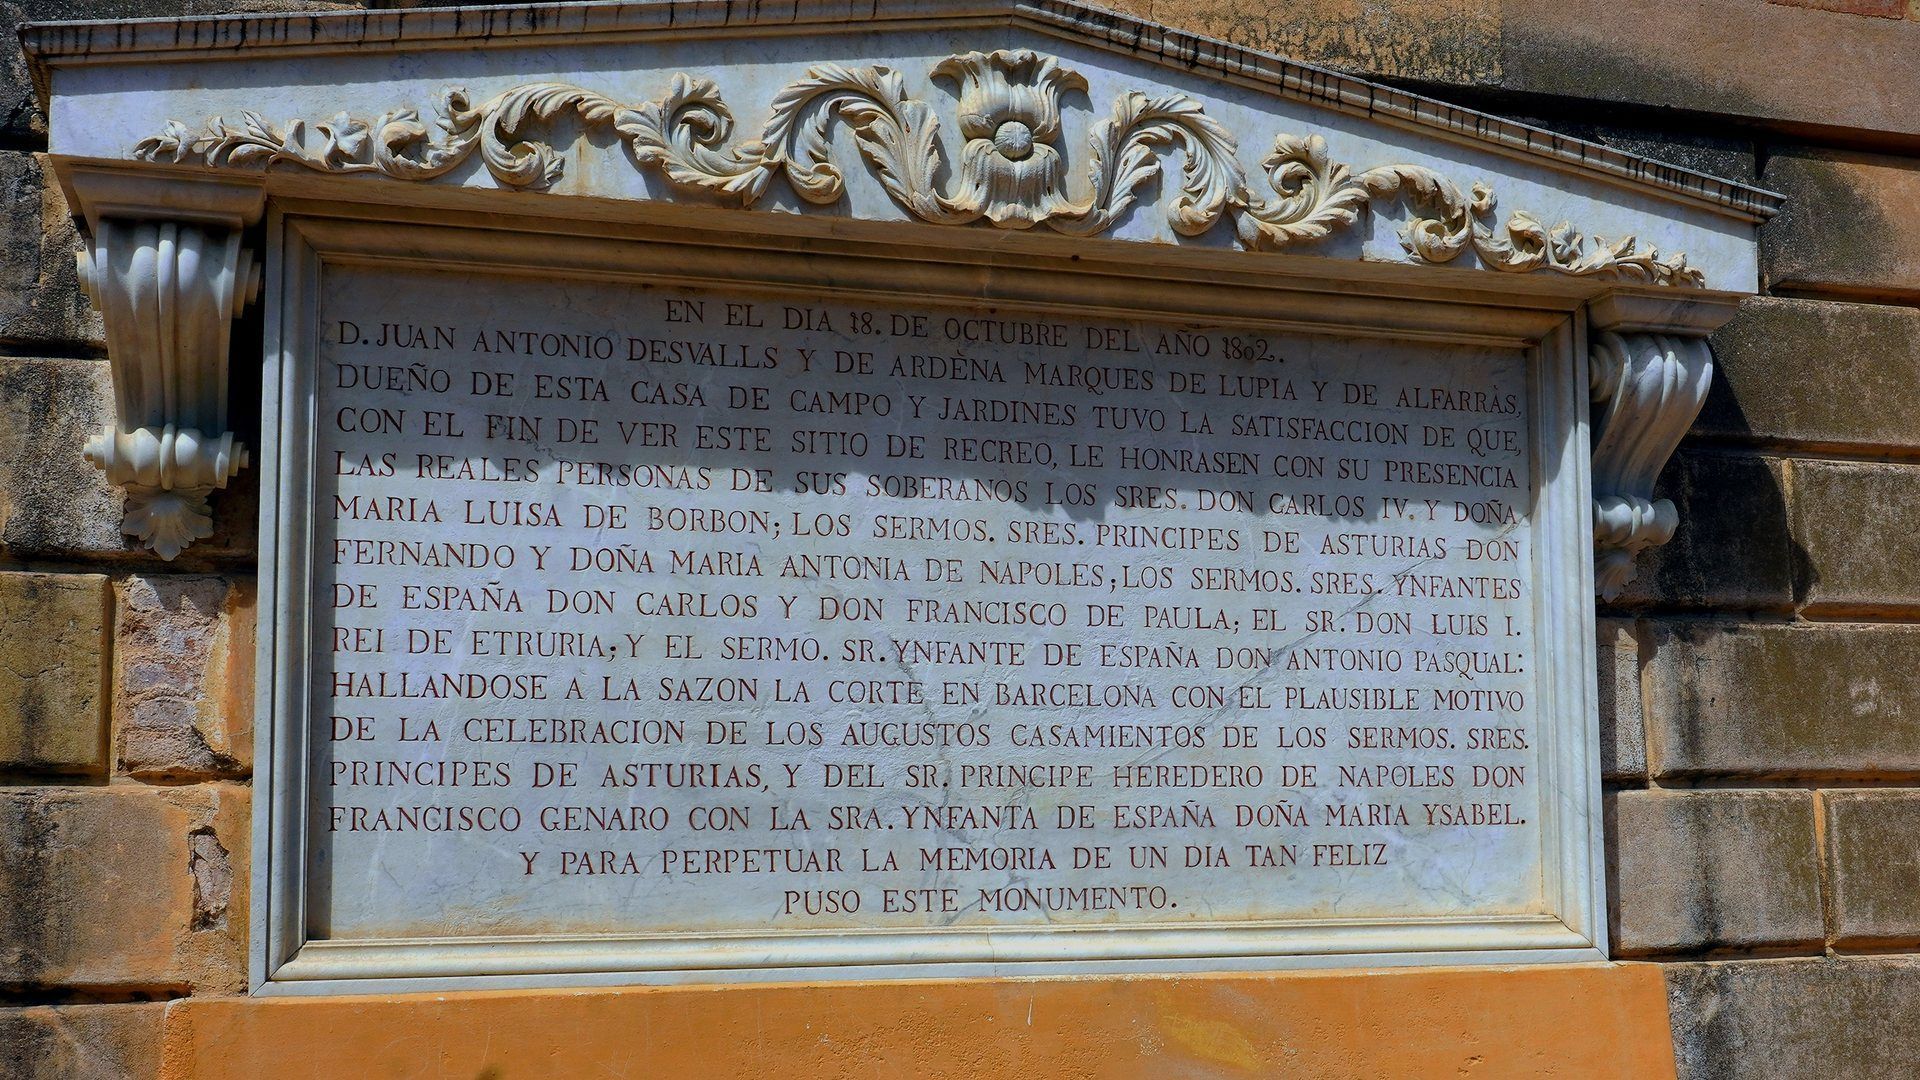 EN EL DIA 18. DE OCTUBRE DEL AÑO 1802.
D. JUAN ANTONIO DESVALLS Y DE ARDÈNA MARQUES DE LUPIA Y DE ALFARRÀS,
DUEÑO DE ESTA CASA DE CAMPO Y JARDINES TUVO LA SATISFACCION DE QUE,
CON EL FIN DE VER ESTE SITIO DE RECREO, LE HONRASEN CON SU PRESENCIA
LAS REALES PERSONAS DE SUS SOBERANOS LOS SRES. DON CARLOS IV. Y DOÑA
MARIA LUISA DE BORBON; LOS SERMOS. SRES. PRINCIPES DE ASTURIAS DON
FERNANDO Y DOÑA MARIA ANTONIA DE NAPOLES; LOS SERMOS. SRES. YNFANTES
DE ESPAÑA DON CARLOS Y DON FRANCISCO DE PAULA; EL SR. DON LUIS I.
REI DE ETRURIA; Y EL SERMO. SR. YNFANTE DE ESPAÑA DON ANTONIO PASQUAL:
HALLANDOSE A LA SAZON LA CORTE EN BARCELONA CON EL PLAUSIBLE MOTIVO
DE LA CELEBRACION DE LOS AUGUSTOS CASAMIENTOS DE LOS SERMOS. SRES.
PRINCIPES DE ASTURIAS, Y DEL SR. PRINCIPE HEREDERO DE NAPOLES DON
FRANCISCO GENARO CON LA SRA. YNFANTA DE ESPAÑA DOÑA MARIA YSABEL.
Y PARA PERPETUAR LA MEMORIA DE UN DIA TAN FELIZ
PUSO ESTE MONUMENTO.